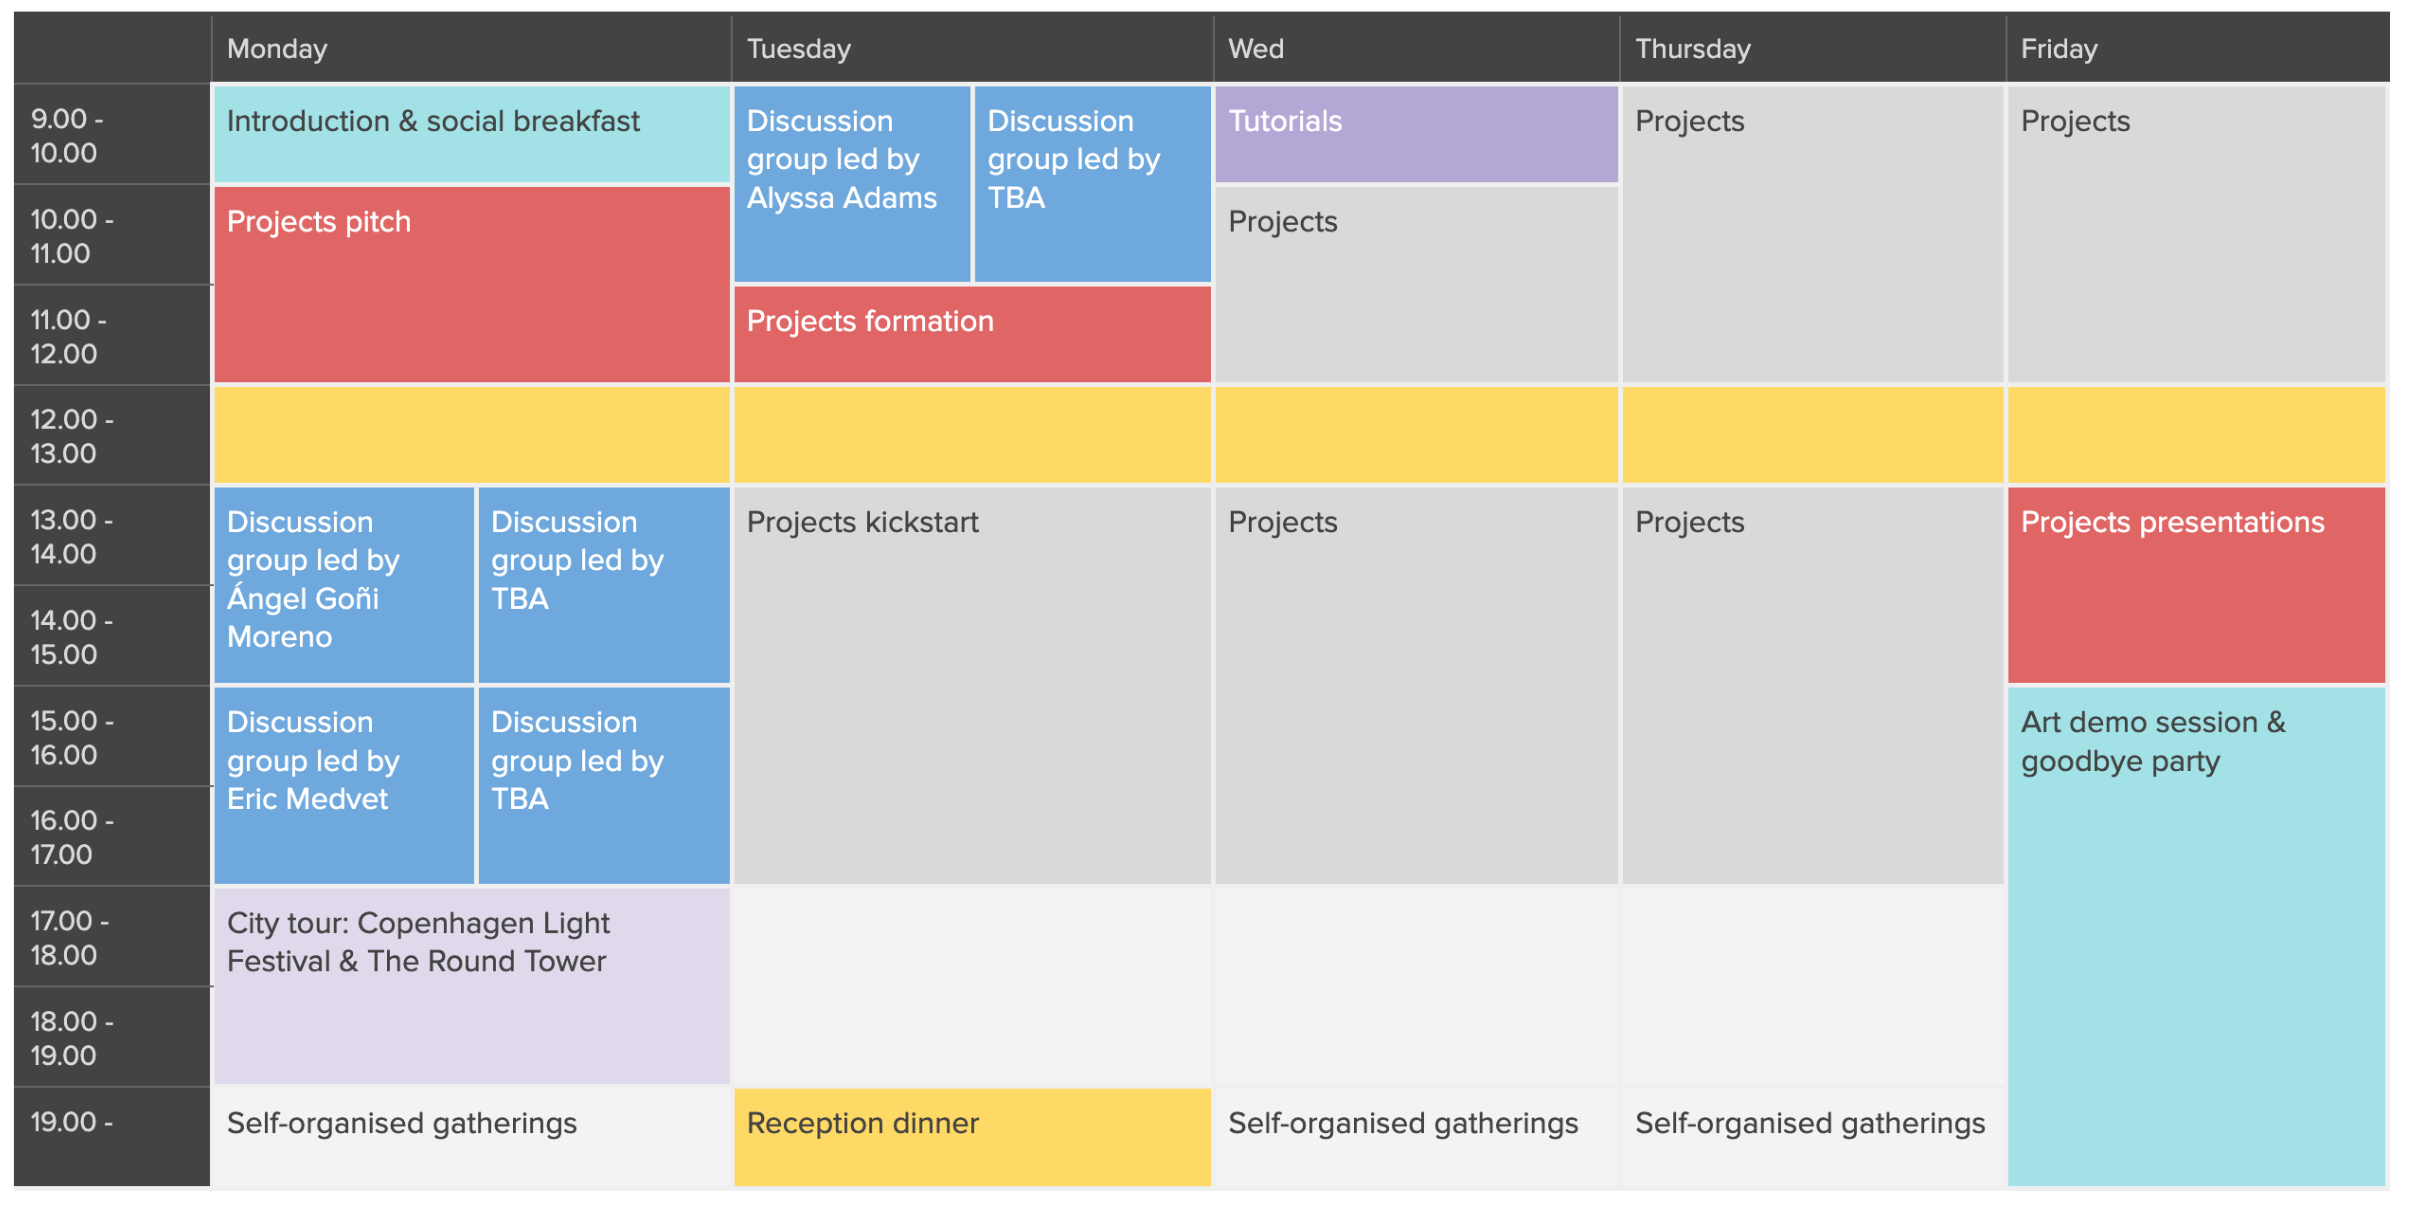 Monday Tuesday Wed Thursday Friday
9.00 -
10.00
Introduction & social breakfast
Discussion
group led by
Alyssa Adams
Discussion
group led by
TBA
Tutorials
Projects
Projects
10.00 -
11.00
Projects pitch
Projects
11.00 -
12.00
Projects formation
12.00 -
13.00
13.00 -
14.00
Discussion
group led by
Ángel Goñi
Moreno
Discussion
group led by
TBA
Projects kickstart
Projects
Projects
Projects presentations
14.00 -
15.00
15.00 -
16.00
Discussion
group led by
Eric Medvet
Discussion
group led by
TBA
Art demo session &
goodbye party
16.00 -
17.00
17.00 -
18.00
City tour: Copenhagen Light
Festival & The Round Tower
18.00 -
19.00
19.00 -
Self-organised gatherings
Reception dinner
Self-organised gatherings
Self-organised gatherings